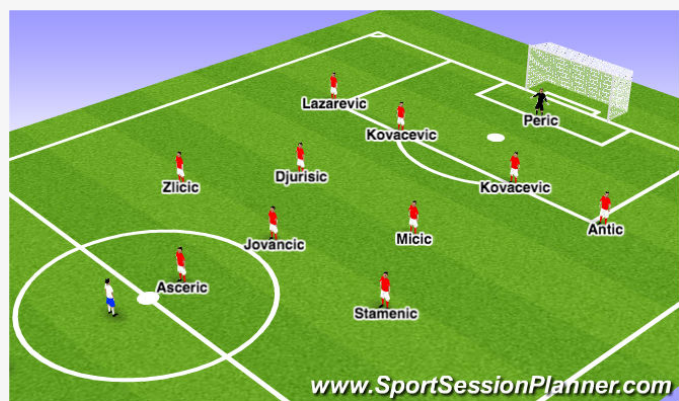 Lazarevic
Kovacevic
Peric
Zlicic
Djurisic
Kovacevic
Antic
Jovancic
Micic
Asceric
Stamenic
www.SportSessionPlanner.com